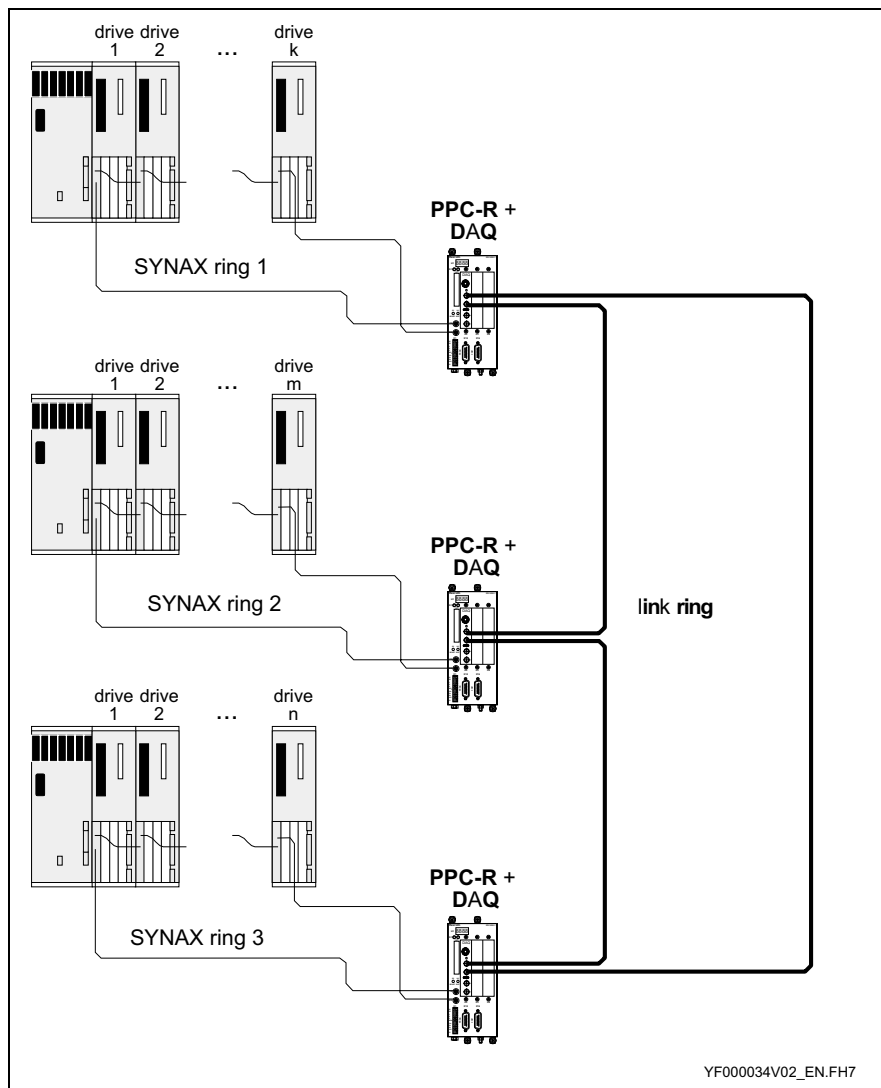 drive drive drive
1 2 ... k
PPC-R +
DAQ
SYNAX ring 1
drive drive drive
1 2 ... m
PPC-R +
DAQ
link ring
SYNAX ring 2
drive drive drive
1 2 ... n
PPC-R +
DAQ
SYNAX ring 3
YF000034V02_EN.FH7